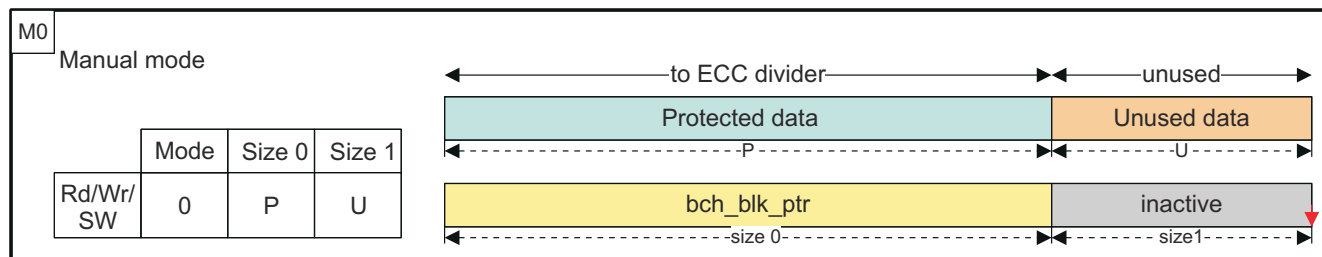 M0
Manual mode
to ECC divider
unused
Protected data
Unused data
P
U
Mode Size 0 Size 1
Rd/Wr/
SW
0 P U
bch_blk_ptr
inactive
size 0
size1